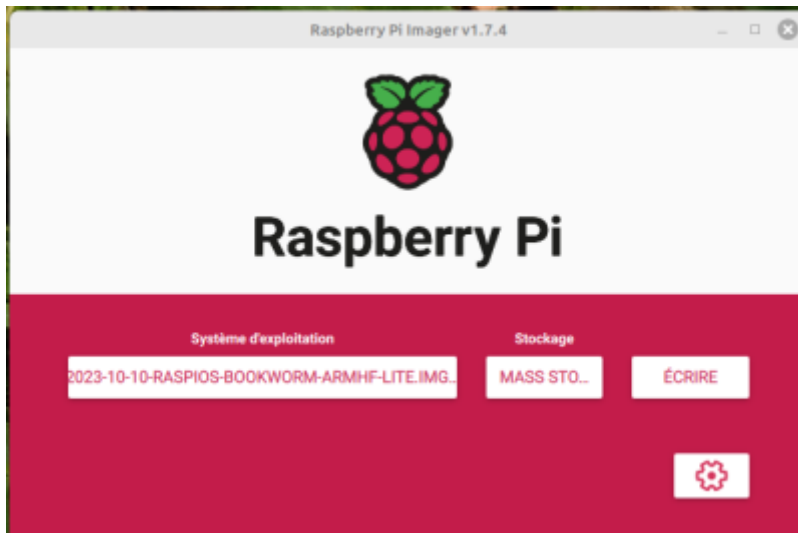 Raspberry Pi Imager v1.7.4
Raspberry Pi
Système d'exploitation Stockage
2023-10-10-RASPIOS-BOOKWORM-ARMHF-LITE.IMG.. MASS STO... ÉCRIRE